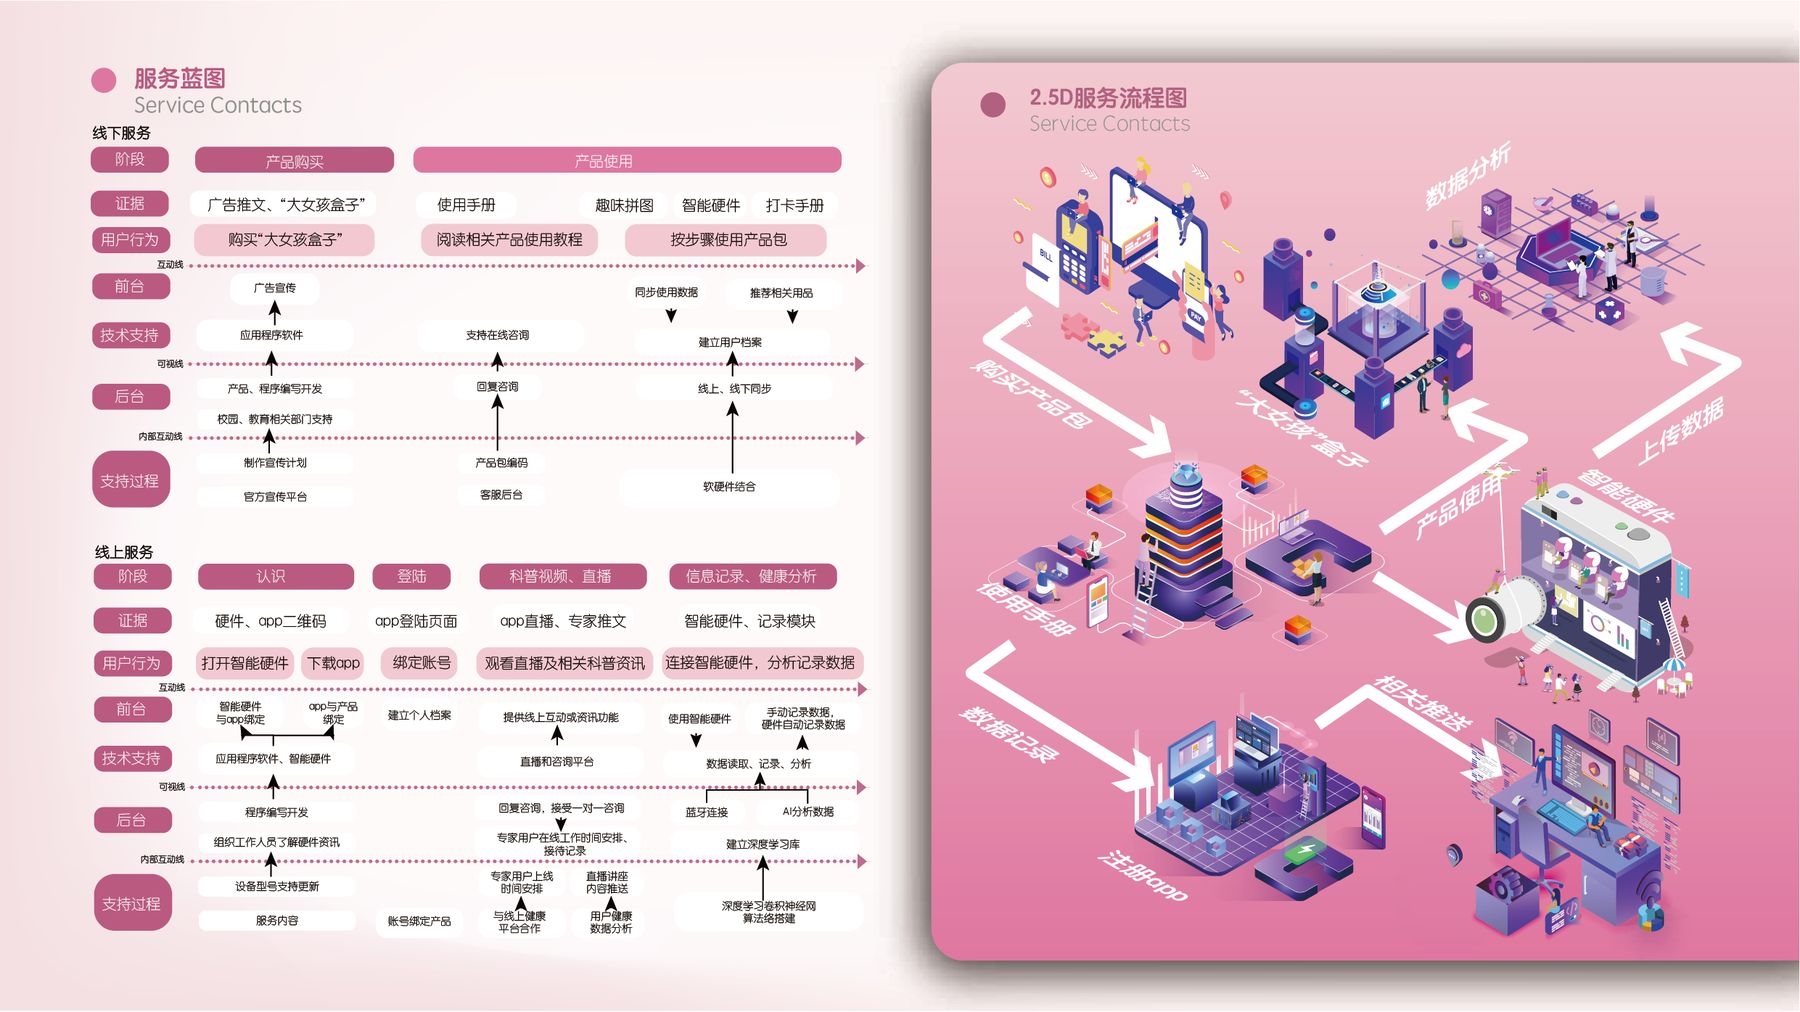 服务蓝图
Service Contacts
线下服务
阶段
产品购买
产品使用
证据
广告推文、“大女孩盒子”
使用手册
趣味拼图
智能硬件
打卡手册
用户行为
购买“大女孩盒子”
阅读相关产品使用教程
按步骤使用产品包
互动线
前台
广告宣传
同步使用数据
推荐相关用品
技术支持
应用程序软件
支持在线咨询
建立用户档案
可视线
后台
产品、程序编写开发
回复咨询
线上、线下同步
校园、教育相关部门支持
内部互动线
支持过程
制作宣传计划
产品包编码
官方宣传平台
客服后台
软硬件结合
线上服务
阶段
认识
登陆
科普视频、直播
信息记录、健康分析
证据
硬件、app二维码
app登陆页面
app直播、专家推文
智能硬件、记录模块
用户行为
打开智能硬件
下载app
绑定账号
观看直播及相关科普资讯
连接智能硬件，分析记录数据
互动线
前台
智能硬件
与app绑定
app与产品
绑定
建立个人档案
提供线上互动或资讯功能
使用智能硬件
手动记录数据，
硬件自动记录数据
技术支持
应用程序软件、智能硬件
直播和咨询平台
数据读取、记录、分析
可视线
后台
程序编写开发
回复咨询，接受一对一咨询
蓝牙连接
AI分析数据
组织工作人员了解硬件资讯
专家用户在线工作时间安排、
接待记录
建立深度学习库
内部互动线
支持过程
设备型号支持更新
专家用户上线
时间安排
直播讲座
内容推送
服务内容
账号绑定产品
与线上健康
平台合作
用户健康
数据分析
深度学习卷积神经网
算法络搭建
2.5D服务流程图
Service Contacts
数据分析
BILL
PAY
购买产品包
“大女孩”盒子
上传数据
产品使用
智能硬件
使用手册
相关推送
数据记录
注册app